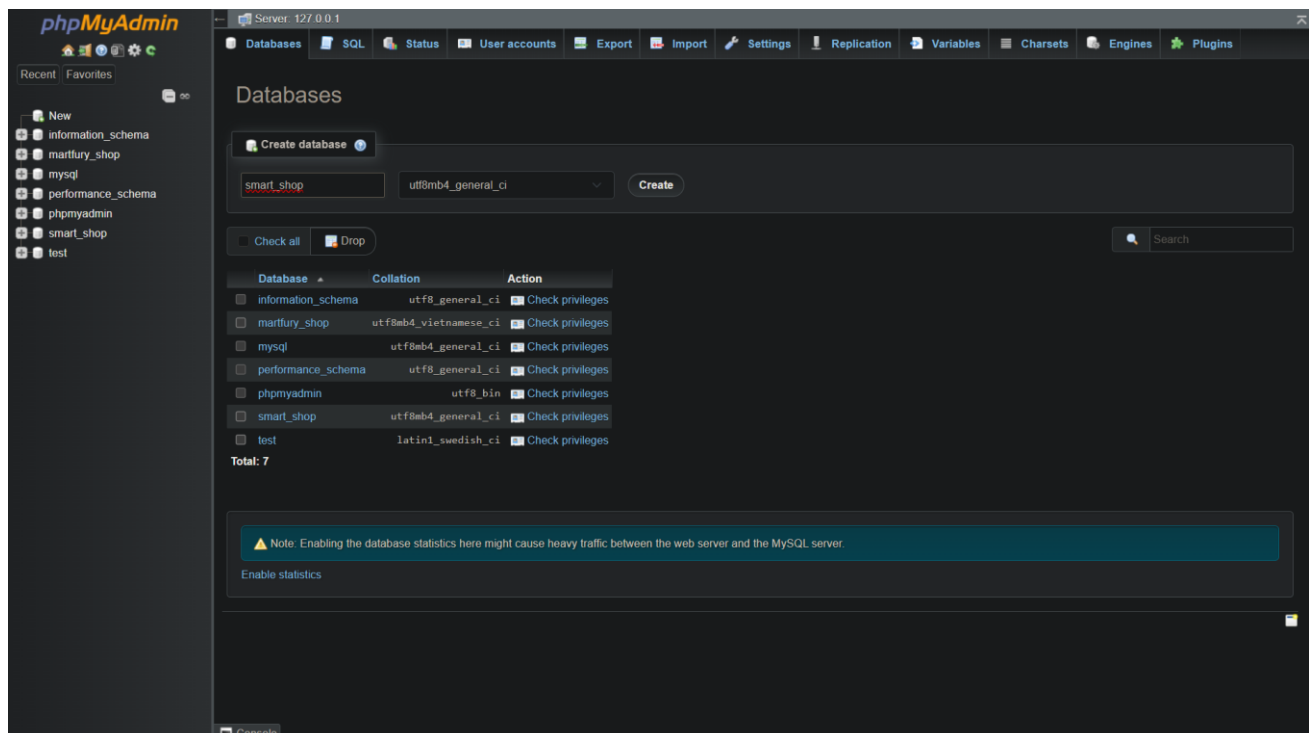 phpMyAdmin
Recent Favorites
New
information_schema
martfury_shop
mysql
performance_schema
phpmyadmin
smart_shop
test
Server: 127.0.0.1
Databases SQL Status User accounts Export Import Settings Replication Variables Charsets Engines Plugins
Databases
Create database
smart_shop utf8mb4_general_ci Create
Check all Drop Search
Database Collation Action
information_schema utf8_general_ci Check privileges
martfury_shop utf8mb4_vietnamese_ci Check privileges
mysql utf8mb4_general_ci Check privileges
performance_schema utf8_general_ci Check privileges
phpmyadmin utf8_bin Check privileges
smart_shop utf8mb4_general_ci Check privileges
test latin1_swedish_ci Check privileges
Total: 7
Note: Enabling the database statistics here might cause heavy traffic between the web server and the MySQL server.
Enable statistics
Console